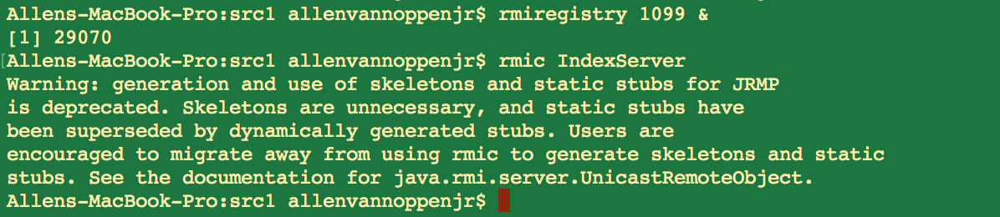 Allens-MacBook-Pro:src1 allenvannoppenjr$ rmiregistry 1099 &
[1] 29070
[Allens-MacBook-Pro:src1 allenvannoppenjr$ rmic IndexServer
Warning: generation and use of skeletons and static stubs for JRMP
is deprecated. Skeletons are unnecessary, and static stubs have
been superseded by dynamically generated stubs. Users are
encouraged to migrate away from using rmic to generate skeletons and static
stubs. See the documentation for java.rmi.server.UnicastRemoteObject.
Allens-MacBook-Pro:src1 allenvannoppenjr$